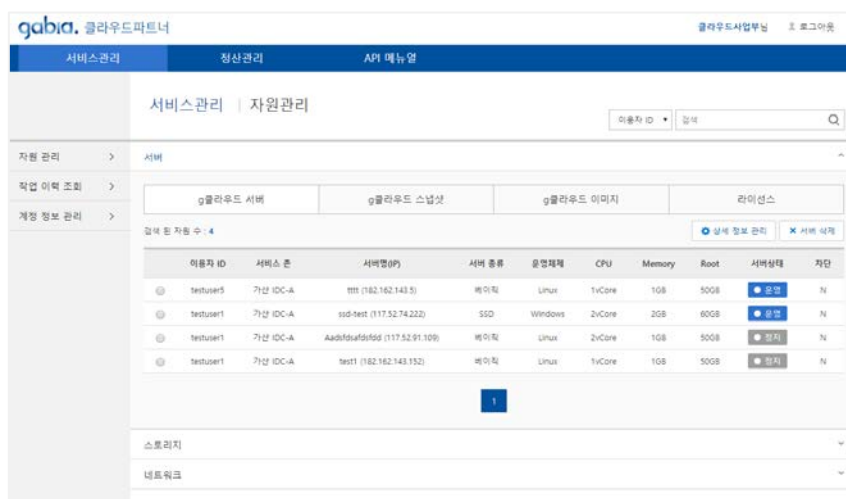 gabia. 클라우드파트너 클라우드사업부님 로그아웃
서비스관리 정산관리 API 메뉴얼
서비스관리 | 자원관리
이용자 ID 검색
자원 관리
작업 이력 조회
계정 정보 관리
서버
g클라우드 서버 g클라우드 스냅샷 g클라우드 이미지 라이선스
검색 된 자원 수 : 4 상세 정보 관리 서버 삭제
이용자 ID 서비스 존 서버명(IP) 서버 종류 운영체제 CPU Memory Root 서버상태 차단
testuser5 가산 IDC-A tttt (182.162.143.5) 베이직 Linux 1vCore 1GB 50GB 운영 N
testuser1 가산 IDC-A ssd-test (117.52.74.222) SSD Windows 2vCore 2GB 60GB 운영 N
testuser1 가산 IDC-A Aadsfdsafdsfdd (117.52.91.109) 베이직 Linux 2vCore 1GB 50GB 정지 N
testuser1 가산 IDC-A test1 (182.162.143.152) 베이직 Linux 1vCore 1GB 50GB 정지 N
1
스토리지
네트워크